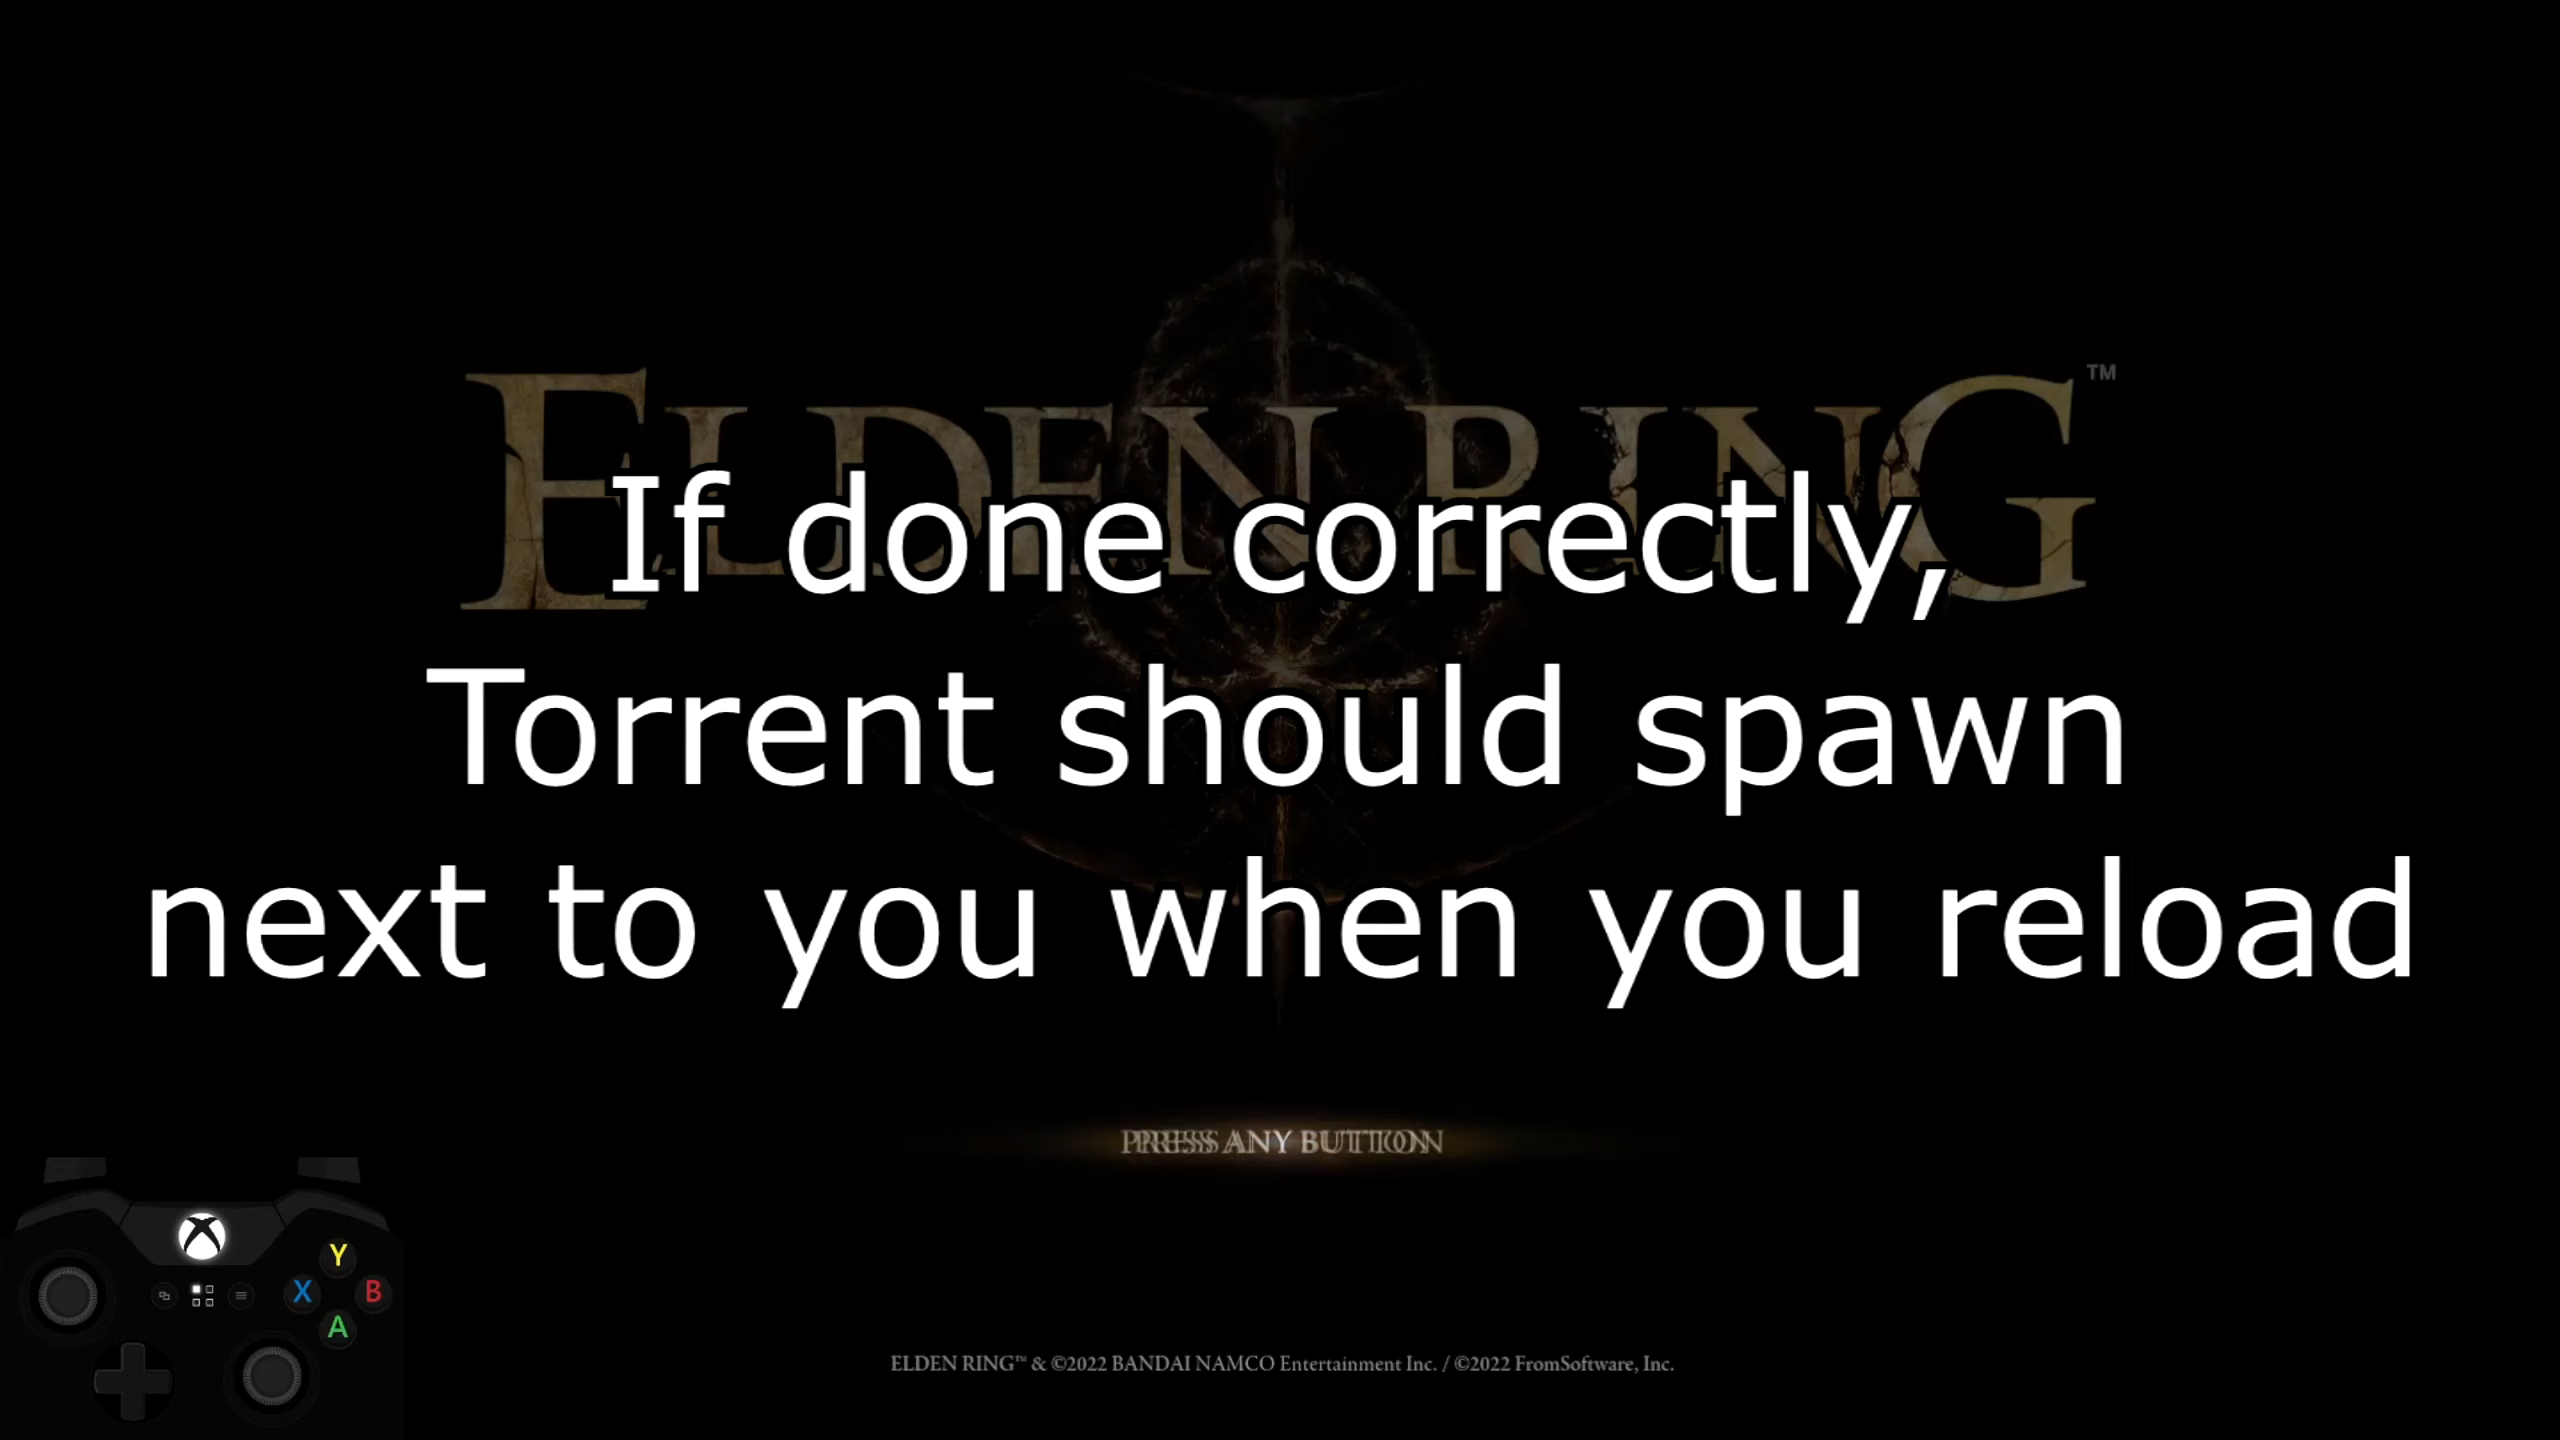 ELDEN RING™
If done correctly,
Torrent should spawn
next to you when you reload
PRESS ANY BUTTON
Y
X B
A
ELDEN RING™ & ©2022 BANDAI NAMCO Entertainment Inc. / ©2022 FromSoftware, Inc.